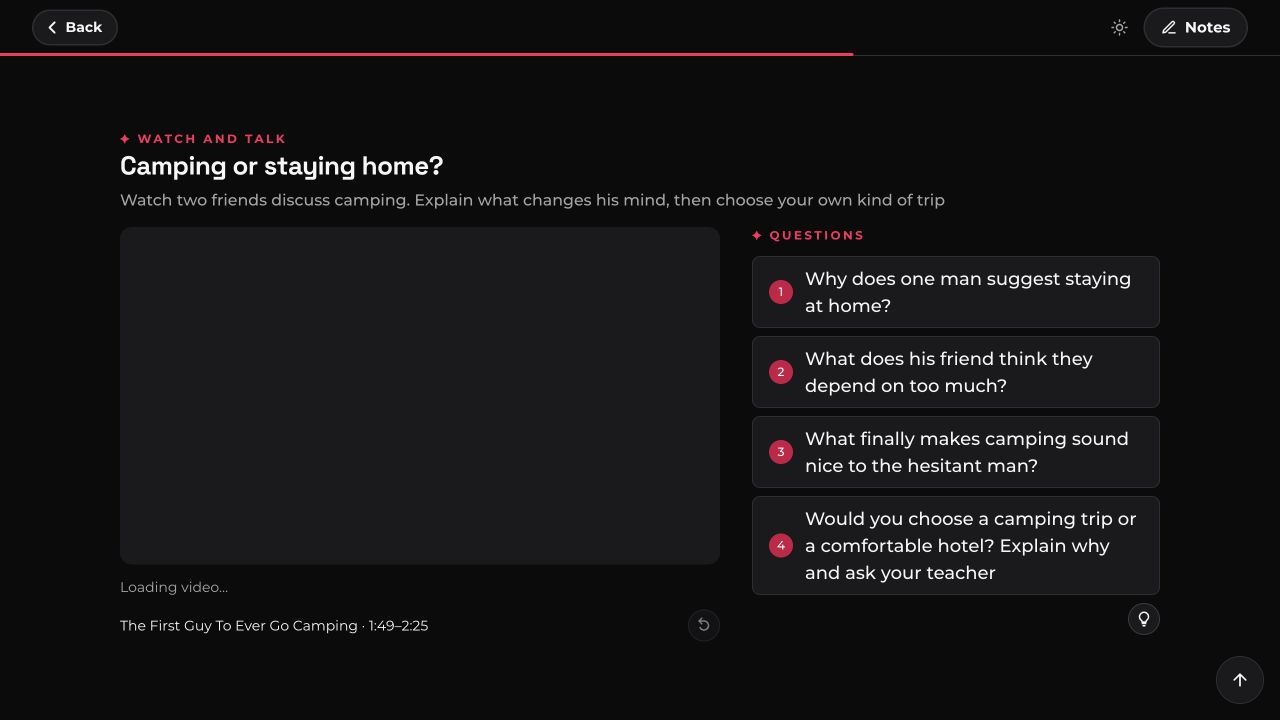 Back
Notes
WATCH AND TALK
Camping or staying home?
Watch two friends discuss camping. Explain what changes his mind, then choose your own kind of trip
Loading video...
The First Guy To Ever Go Camping · 1:49–2:25
QUESTIONS
1
Why does one man suggest staying
at home?
2
What does his friend think they
depend on too much?
3
What finally makes camping sound
nice to the hesitant man?
4
Would you choose a camping trip or
a comfortable hotel? Explain why
and ask your teacher